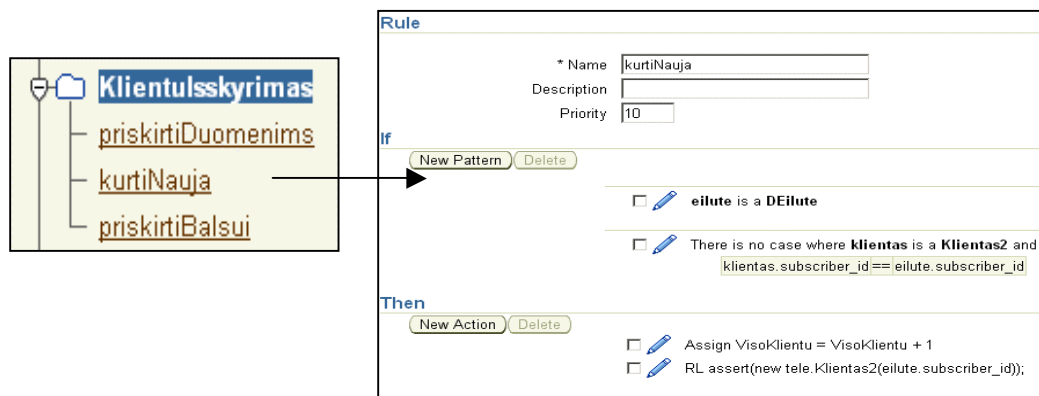 KlientuIsskyrimas
priskirtiDuomenims
kurtiNauja
priskirtiBalsui
Rule
* Name kurtiNauja
Description
Priority 10
If
New Pattern Delete
eilute is a DEilute
There is no case where klientas is a Klientas2 and
klientas.subscriber_id == eilute.subscriber_id
Then
New Action Delete
Assign VisoKlientu = VisoKlientu + 1
RL assert(new tele.Klientas2(eilute.subscriber_id));